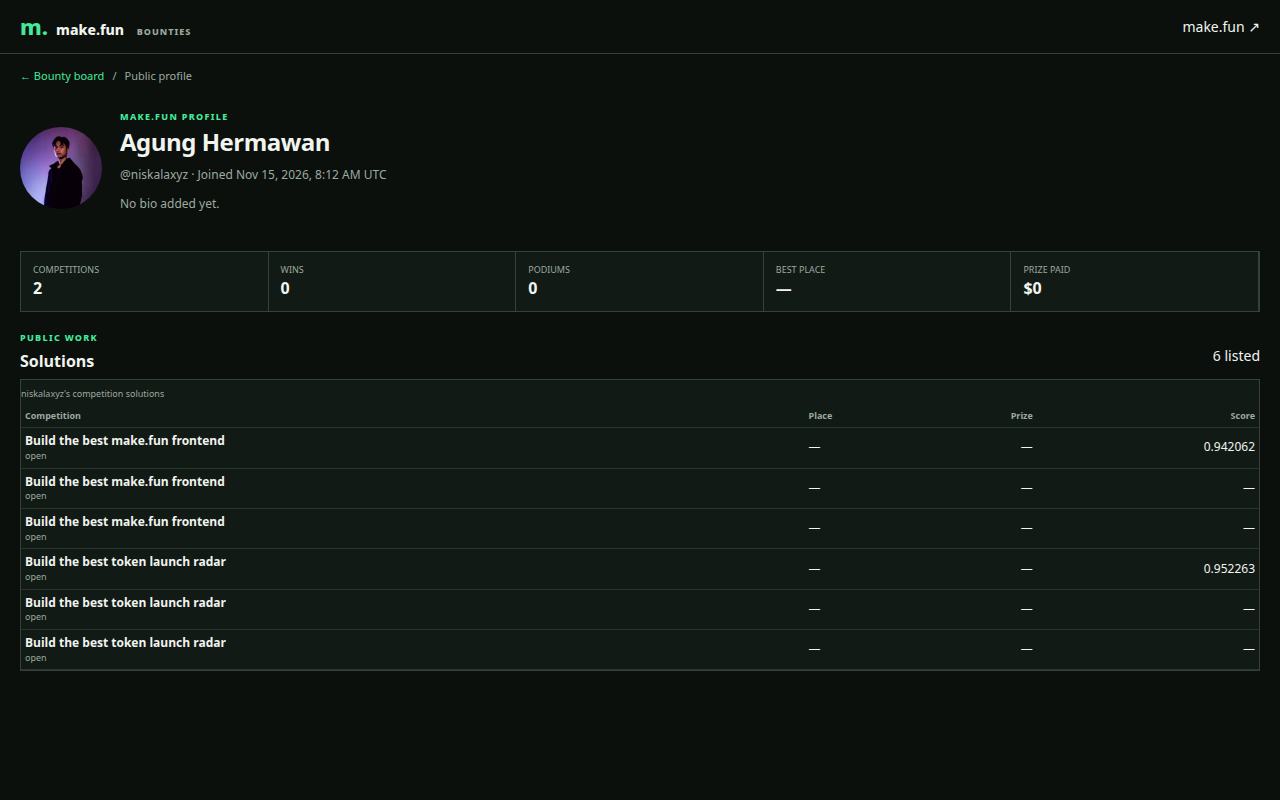 m. make.fun BOUNTIES
make.fun ↗
← Bounty board / Public profile
MAKE.FUN PROFILE
Agung Hermawan
@niskalaxyz · Joined Nov 15, 2026, 8:12 AM UTC
No bio added yet.
COMPETITIONS WINS PODIUMS BEST PLACE PRIZE PAID
2 0 0 — $0
PUBLIC WORK
Solutions
6 listed
niskalaxyz's competition solutions
Competition Place Prize Score
Build the best make.fun frontend
open
— — 0.942062
Build the best make.fun frontend
open
— — —
Build the best make.fun frontend
open
— — —
Build the best token launch radar
open
— — 0.952263
Build the best token launch radar
open
— — —
Build the best token launch radar
open
— — —